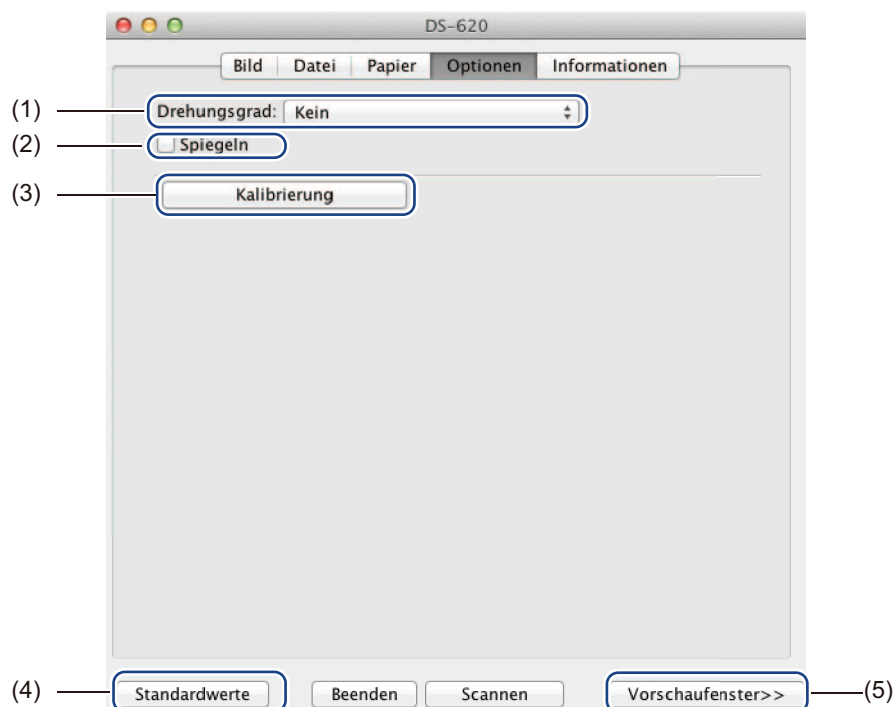 DS-620
Bild Datei Papier Optionen Informationen
(1) Drehungsgrad: Kein
(2) Spiegeln
(3) Kalibrierung
(4) Standardwerte Beenden Scannen Vorschaufenster>> (5)